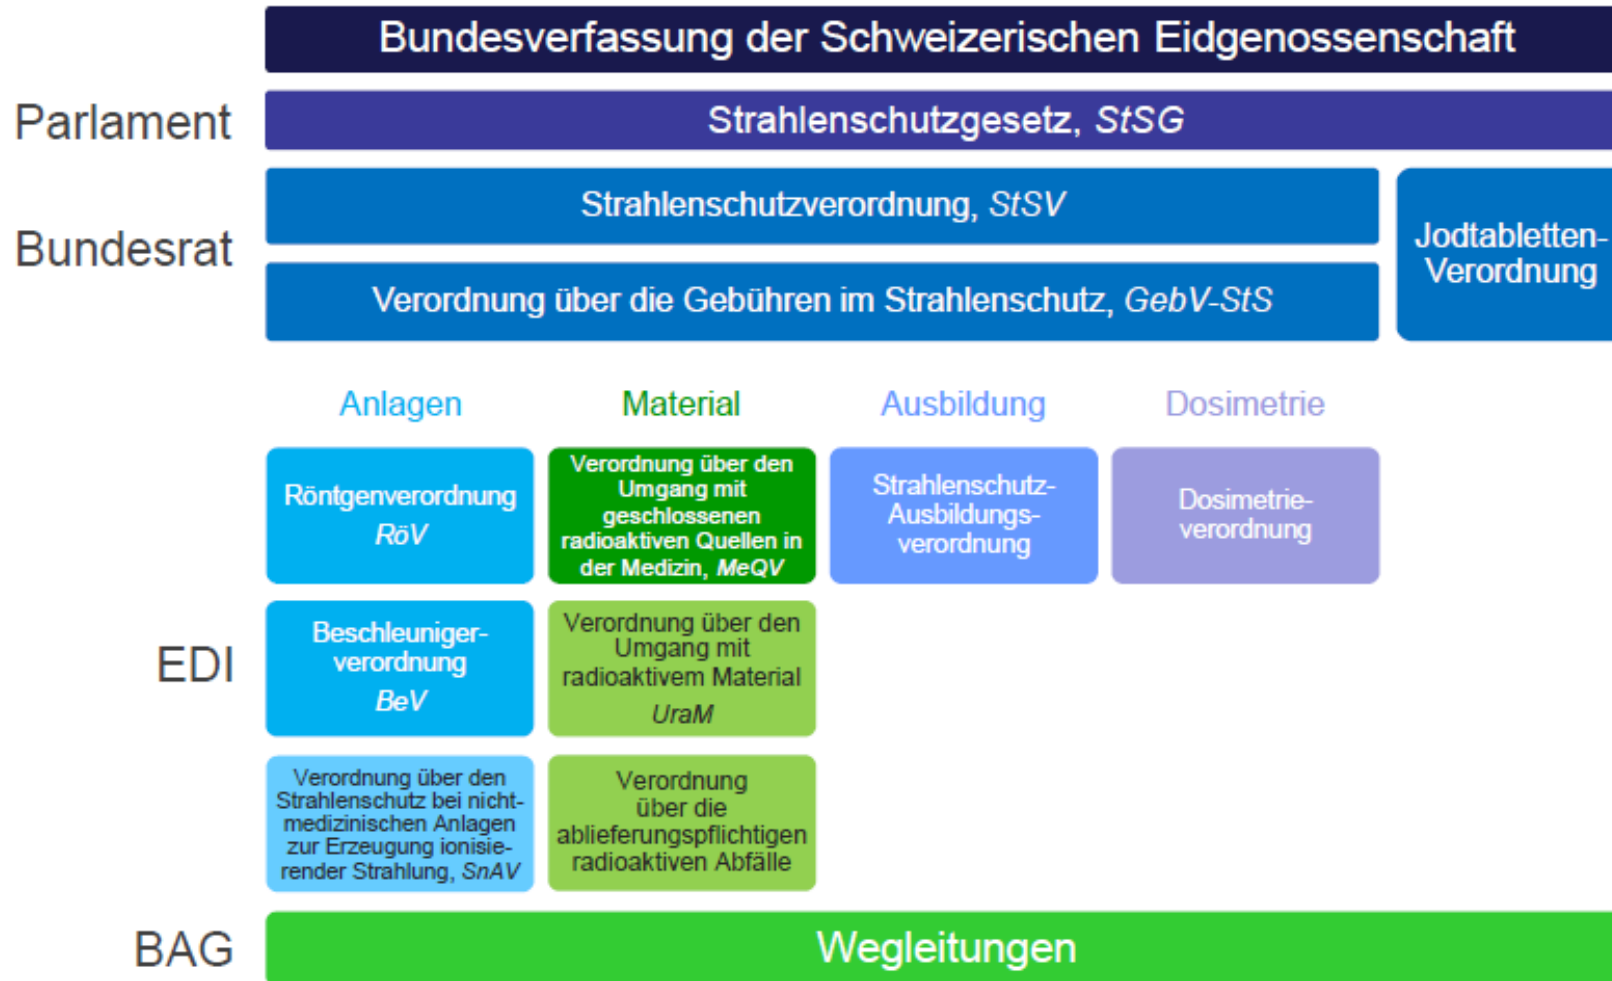 Bundesverfassung der Schweizerischen Eidgenossenschaft
Parlament
Strahlenschutzgesetz, StSG
Bundesrat
Strahlenschutzverordnung, StSV
Verordnung über die Gebühren im Strahlenschutz, GebV-StS
Jodtabletten-
Verordnung
Anlagen
Material
Ausbildung
Dosimetrie
EDI
Röntgenverordnung
RöV
Verordnung über den
Umgang mit
geschlossenen
radioaktiven Quellen in
der Medizin, MeQV
Strahlenschutz-
Ausbildungs-
verordnung
Dosimetrie-
verordnung
Beschleuniger-
verordnung
BeV
Verordnung über den
Umgang mit
radioaktivem Material
UraM
Verordnung über den
Strahlenschutz bei nicht-
medizinischen Anlagen
zur Erzeugung ionisie-
render Strahlung, SnAV
Verordnung
über die
ablieferungspflichtigen
radioaktiven Abfälle
BAG
Wegleitungen